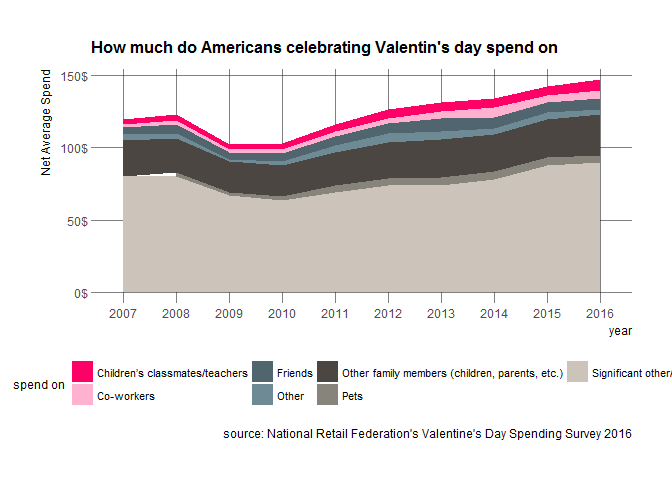 How much do Americans celebrating Valentin's day spend on
Net Average Spend
150$
100$
50$
0$
2007 2008 2009 2010 2011 2012 2013 2014 2015 2016
year
spend on
Children's classmates/teachers Friends Other family members (children, parents, etc.) Significant other/
Co-workers Other Pets
source: National Retail Federation's Valentine's Day Spending Survey 2016